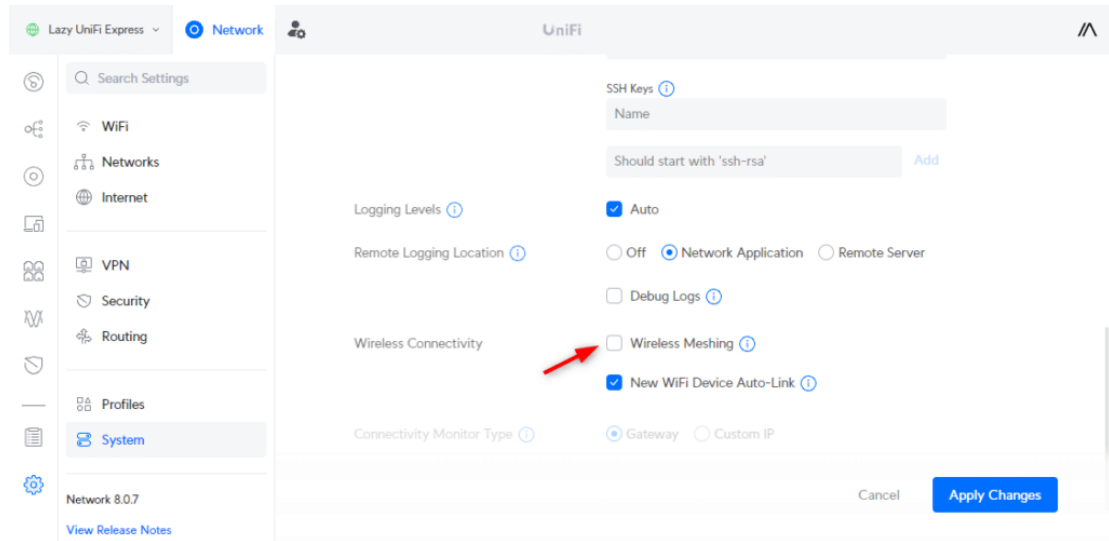 Lazy UniFi Express
Network
UniFi
Search Settings
WiFi
Networks
Internet
VPN
Security
Routing
Profiles
System
Network 8.0.7
View Release Notes
SSH Keys
Name
Should start with 'ssh-rsa' Add
Logging Levels Auto
Remote Logging Location Off Network Application Remote Server
Debug Logs
Wireless Connectivity Wireless Meshing
New WiFi Device Auto-Link
Connectivity Monitor Type Gateway Custom IP
Cancel Apply Changes